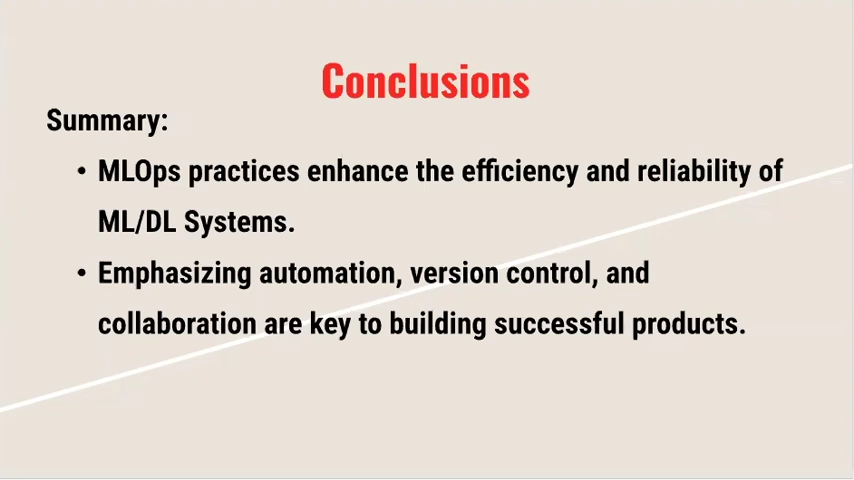 Conclusions
Summary:
• MLOps practices enhance the efficiency and reliability of
ML/DL Systems.
• Emphasizing automation, version control, and
collaboration are key to building successful products.